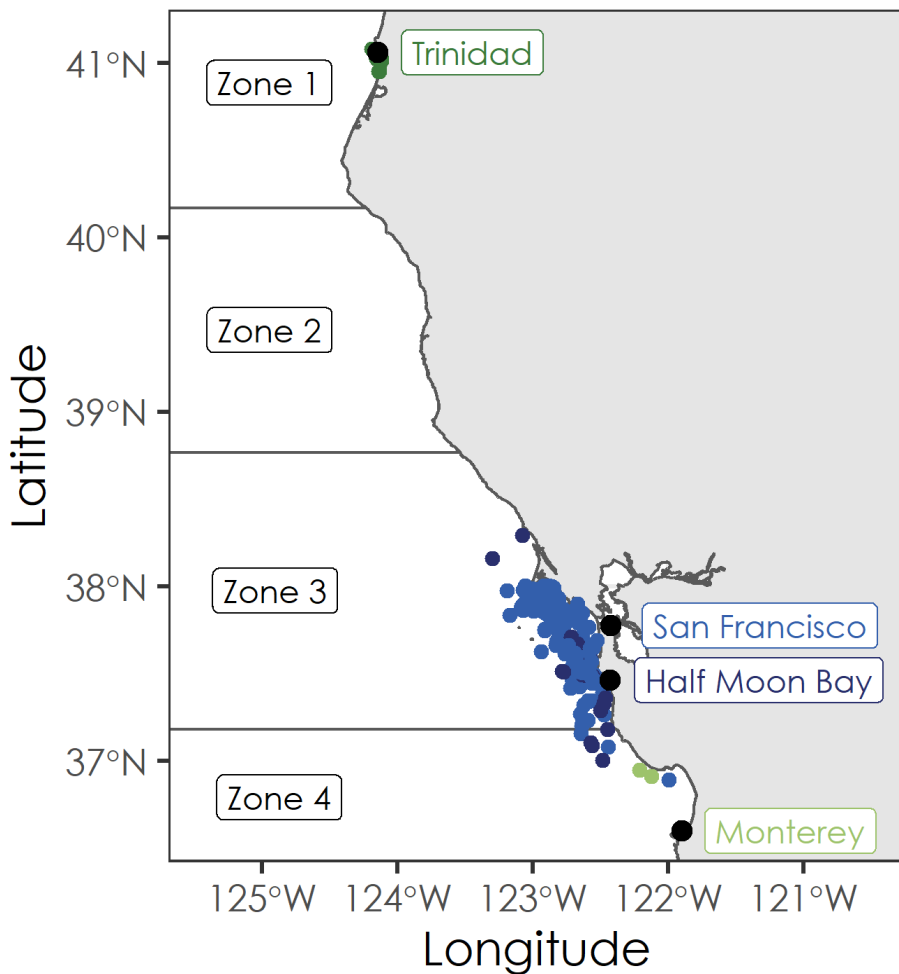 41°N
Trinidad
Zone 1
40°N
Zone 2
39°N
38°N
Zone 3
San Francisco
Half Moon Bay
37°N
Zone 4
Monterey
125°W
124°W
123°W
122°W
121°W
Longitude
Latitude